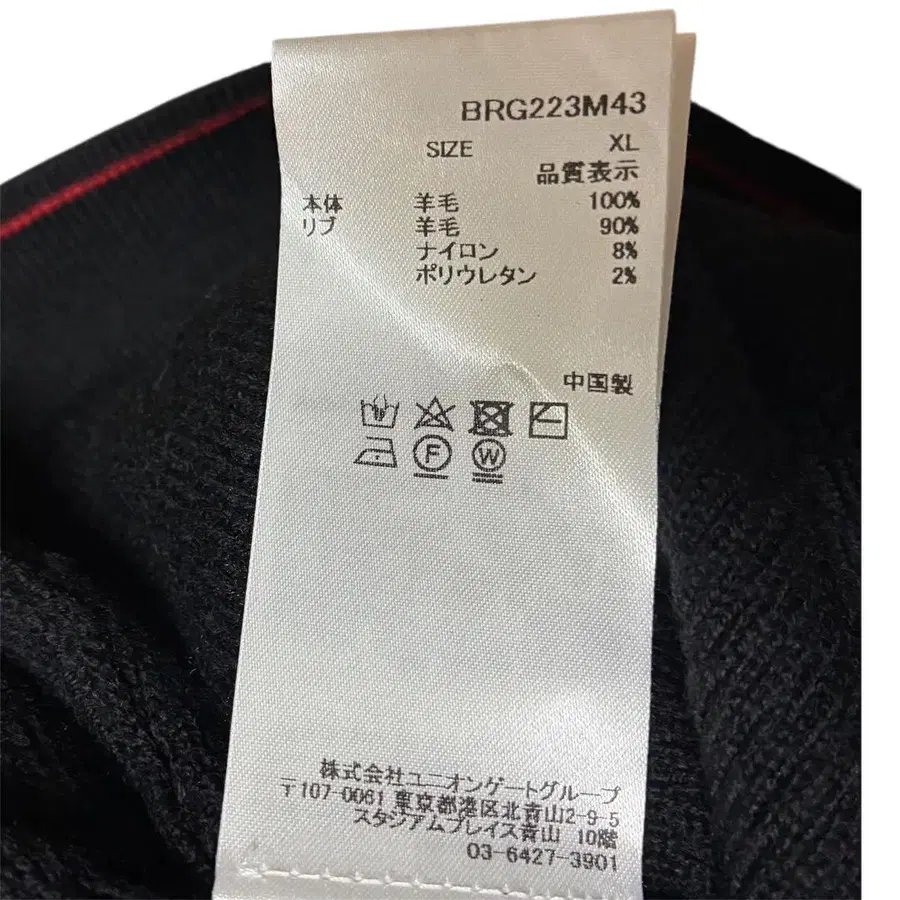 BRG223M43
SIZE XL
品質表示
本体 羊毛 100%
リブ 羊毛 90%
ナイロン 8%
ポリウレタン 2%
中国製
F W
株式会社ユニオンゲートグループ
〒107-0061 東京都港区北青山2-9-5
スタジアムプレイス青山 10階
03-6427-3901